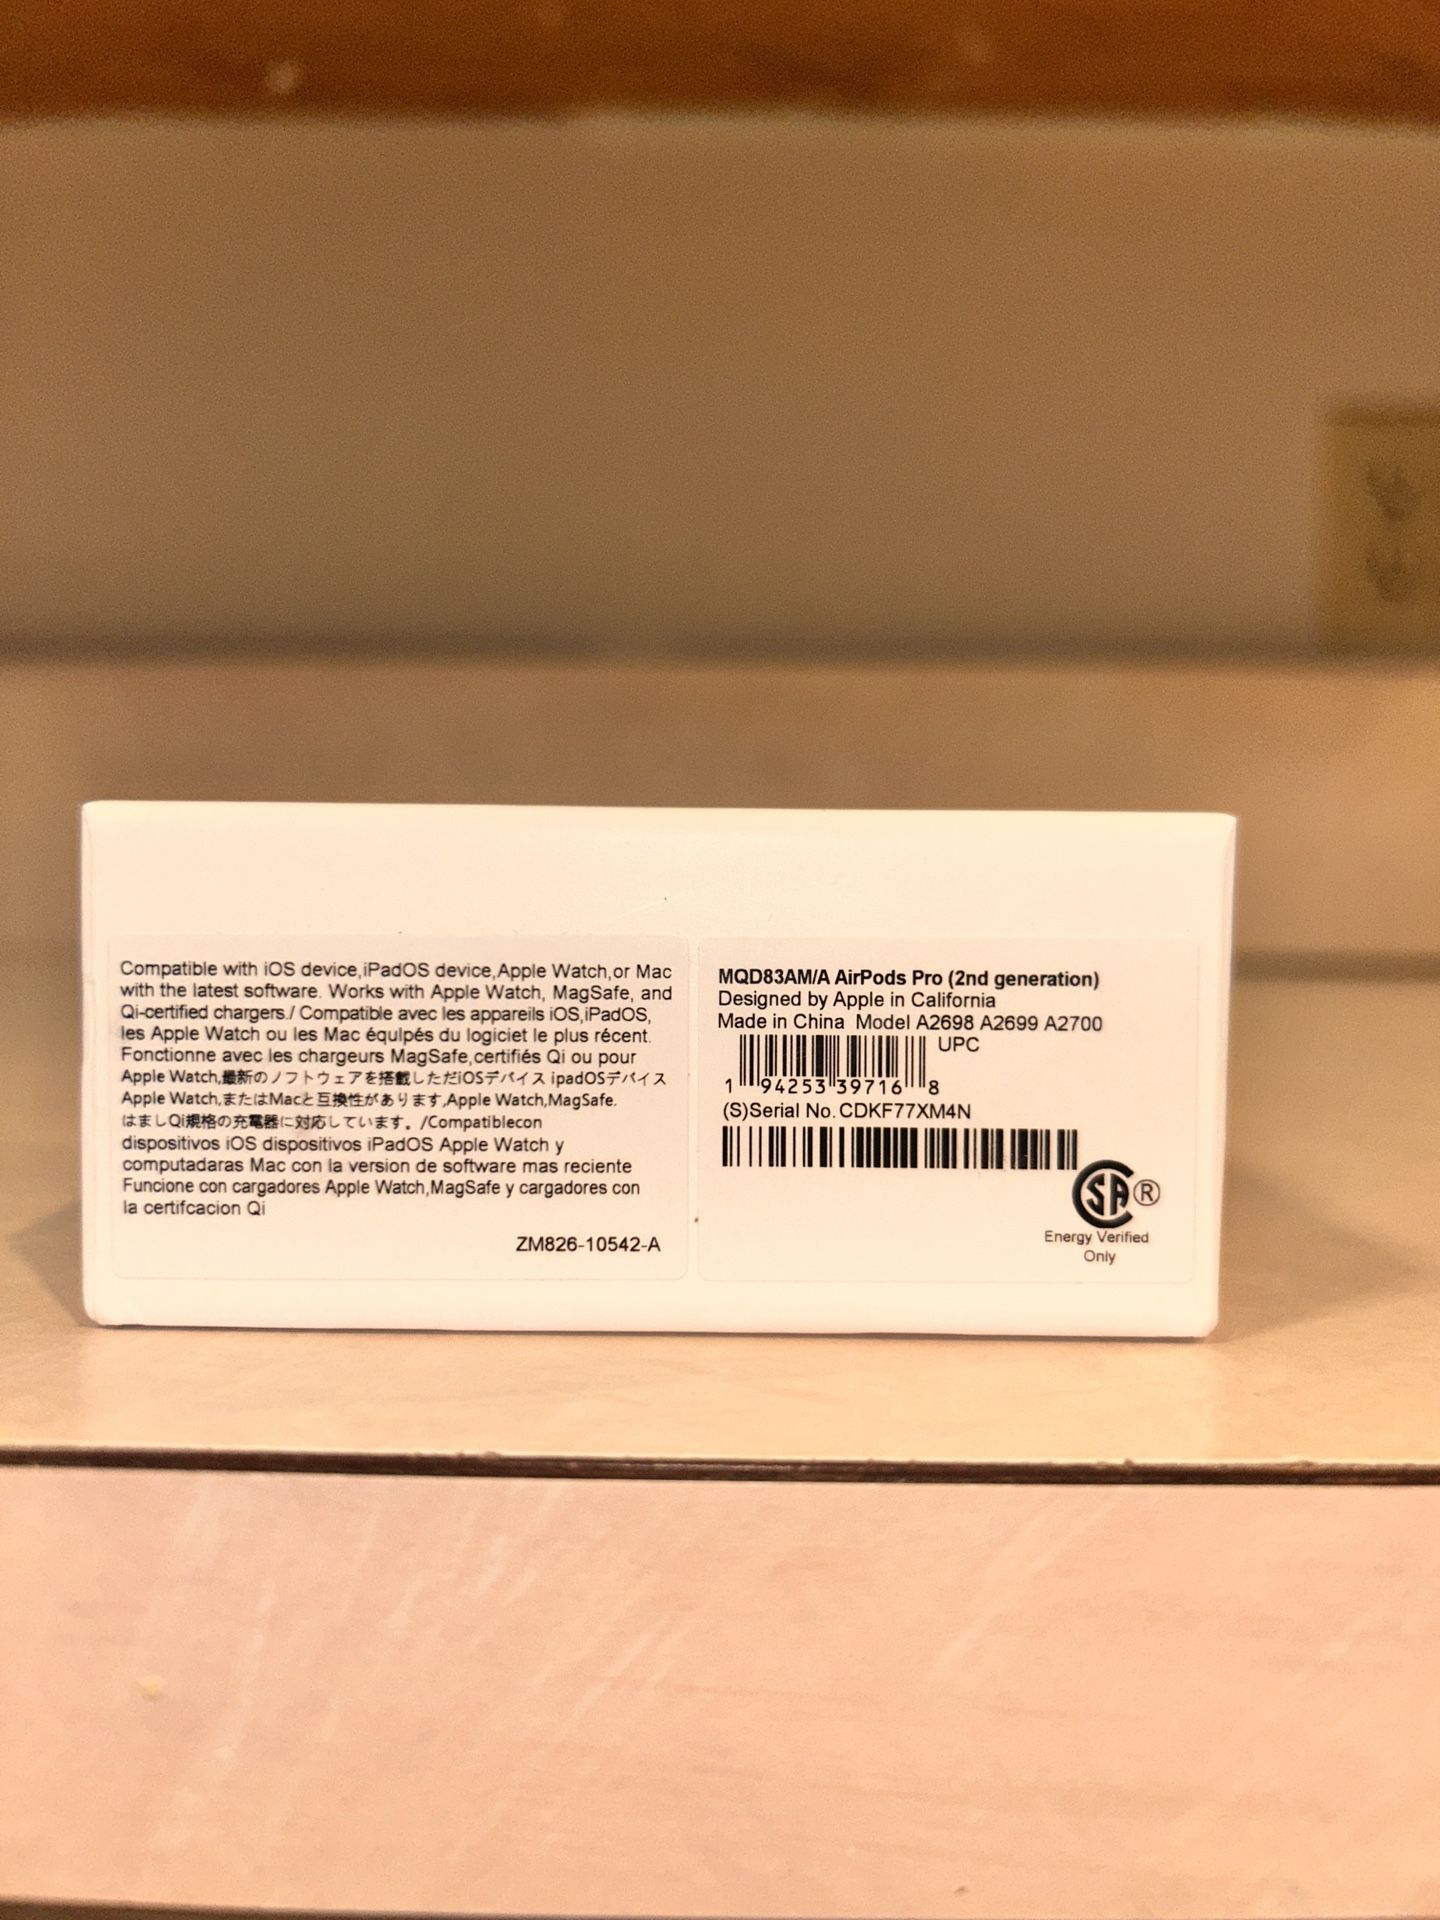 Compatible with iOS device,iPadOS device,Apple Watch,or Mac
with the latest software. Works with Apple Watch, MagSafe, and
Qi-certified chargers./ Compatible avec les appareils iOS,iPadOS,
les Apple Watch ou les Mac équlpés du logiciet le plus récent.
Fonctionne avec les chargeurs MagSafe,certifiés Qi ou pour
Apple Watch,最新のノフトウェアを搭載しただiOSデバイス ipadOSデバイス
Apple Watch,またはMacと互換性があります,Apple Watch,MagSafe.
はましQi規格の充電器に対応しています。/Compatiblecon
dispositivos iOS dispositivos iPadOS Apple Watch y
computadaras Mac con la version de software mas reciente
Funcione con cargadores Apple Watch,MagSafe y cargadores con
la certifcacion Qi
ZM826-10542-A
MQD83AM/A AirPods Pro (2nd generation)
Designed by Apple in California
Made in China Model A2698 A2699 A2700
UPC
1 94253 39716 8
(S)Serial No. CDKF77XM4N
SA ®
Energy Verified
Only